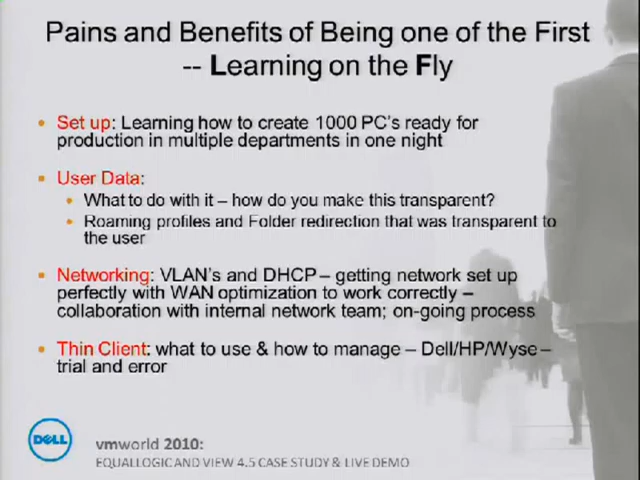 Pains and Benefits of Being one of the First
-- Learning on the Fly
• Set up: Learning how to create 1000 PC's ready for
production in multiple departments in one night
• User Data:
• What to do with it – how do you make this transparent?
• Roaming profiles and Folder redirection that was transparent to
the user
• Networking: VLAN's and DHCP – getting network set up
perfectly with WAN optimization to work correctly –
collaboration with internal network team; on-going process
• Thin Client: what to use & how to manage – Dell/HP/Wyse –
trial and error
DELL
vmworld 2010:
EQUALLOGIC AND VIEW 4.5 CASE STUDY & LIVE DEMO